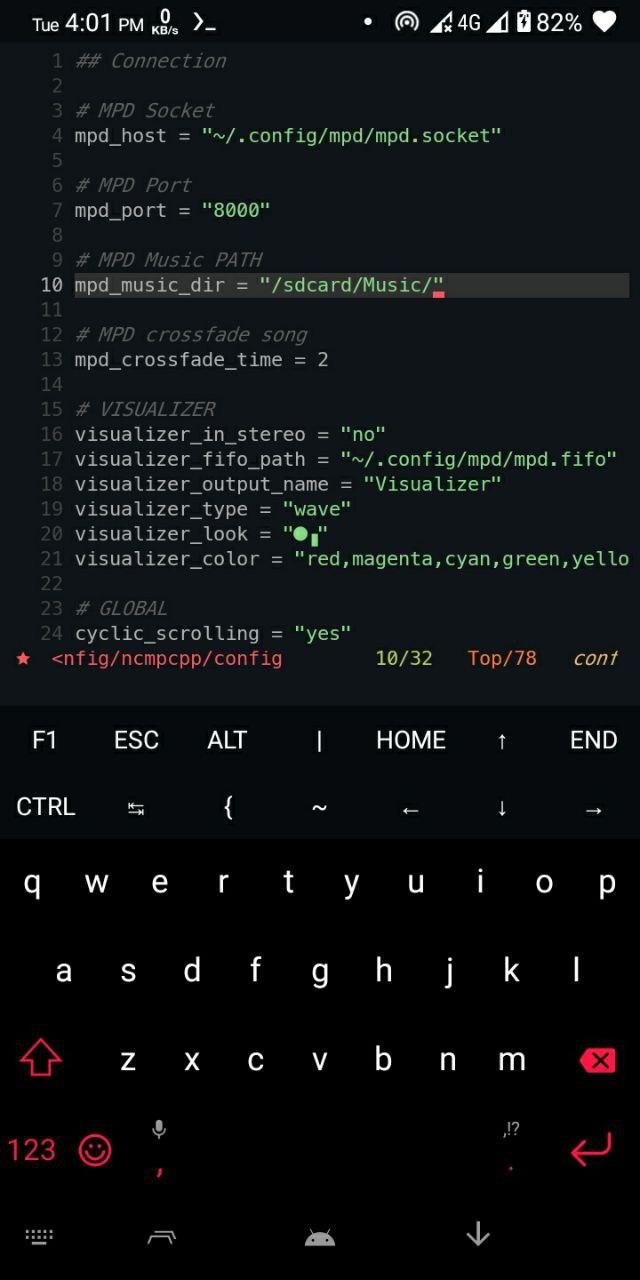 Tue 4:01 PM 0 KB/s 4G 82%
1 ## Connection
2
3 # MPD Socket
4 mpd_host = "~/.config/mpd/mpd.socket"
5
6 # MPD Port
7 mpd_port = "8000"
8
9 # MPD Music PATH
10 mpd_music_dir = "/sdcard/Music/"
11
12 # MPD crossfade song
13 mpd_crossfade_time = 2
14
15 # VISUALIZER
16 visualizer_in_stereo = "no"
17 visualizer_fifo_path = "~/.config/mpd/mpd.fifo"
18 visualizer_output_name = "Visualizer"
19 visualizer_type = "wave"
20 visualizer_look = "●▗"
21 visualizer_color = "red,magenta,cyan,green,yello
22
23 # GLOBAL
24 cyclic_scrolling = "yes"
★ <nfig/ncmpcpp/config 10/32 Top/78 conf
F1 ESC ALT | HOME ↑ END
CTRL ↹ { ~ ← ↓ →
q w e r t y u i o p
a s d f g h j k l
z x c v b n m
,!?
123 , .